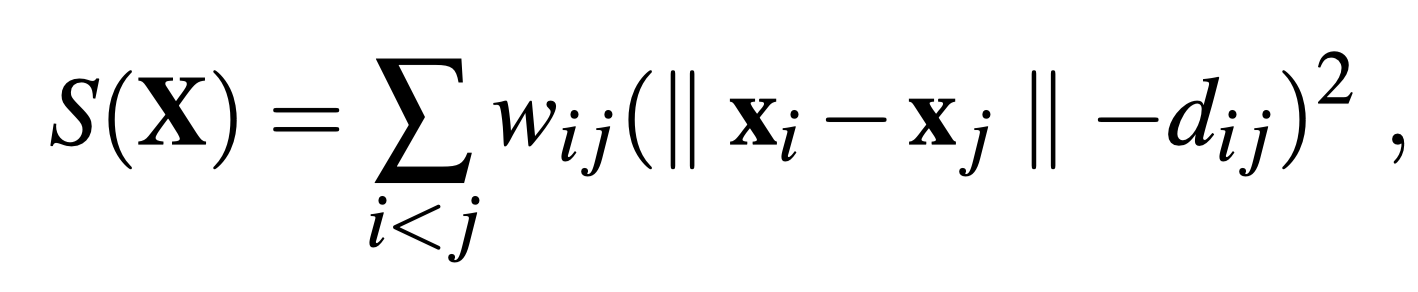 S(𝐗) = ∑_{i<j} w_{ij}(∥ 𝐱_i − 𝐱_j ∥ −d_{ij})^2 ,